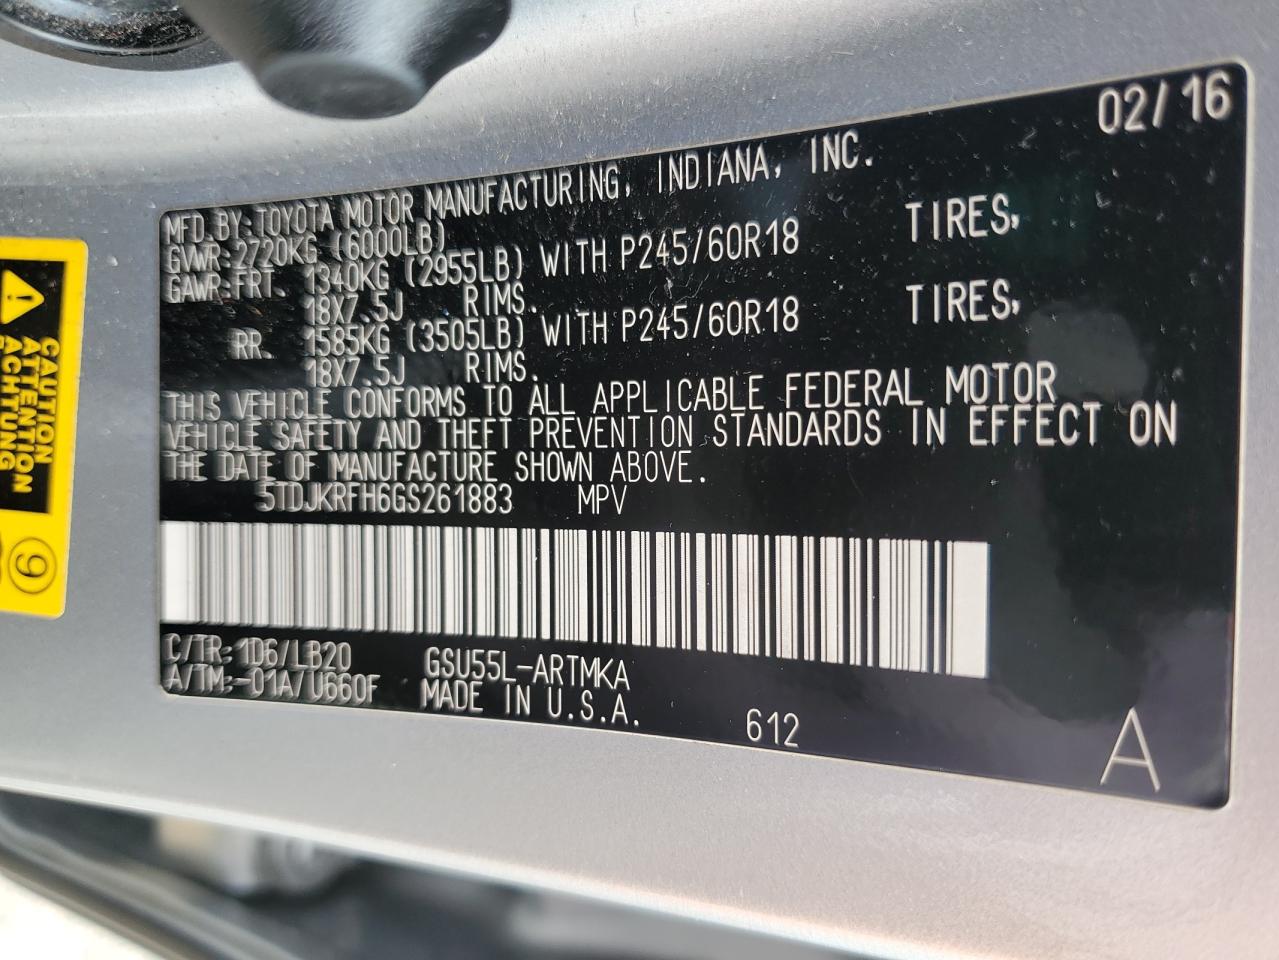 02/16
MFD.BY:TOYOTA MOTOR MANUFACTURING, INDIANA, INC.
GVWR:2720KG (6000LB)
GAWR:FRT. 1340KG (2955LB) WITH P245/60R18 TIRES,
18X7.5J RIMS.
RR. 1585KG (3505LB) WITH P245/60R18 TIRES,
18X7.5J RIMS.
THIS VEHICLE CONFORMS TO ALL APPLICABLE FEDERAL MOTOR
VEHICLE SAFETY AND THEFT PREVENTION STANDARDS IN EFFECT ON
THE DATE OF MANUFACTURE SHOWN ABOVE.
5TDJKRFH6GS261883 MPV
C/TR:1D6/LB20 GSU55L-ARTMKA
A/TM:-01A/U660F MADE IN U.S.A.
612
A
CAUTION
ATTENTION
ACHTUNG
9